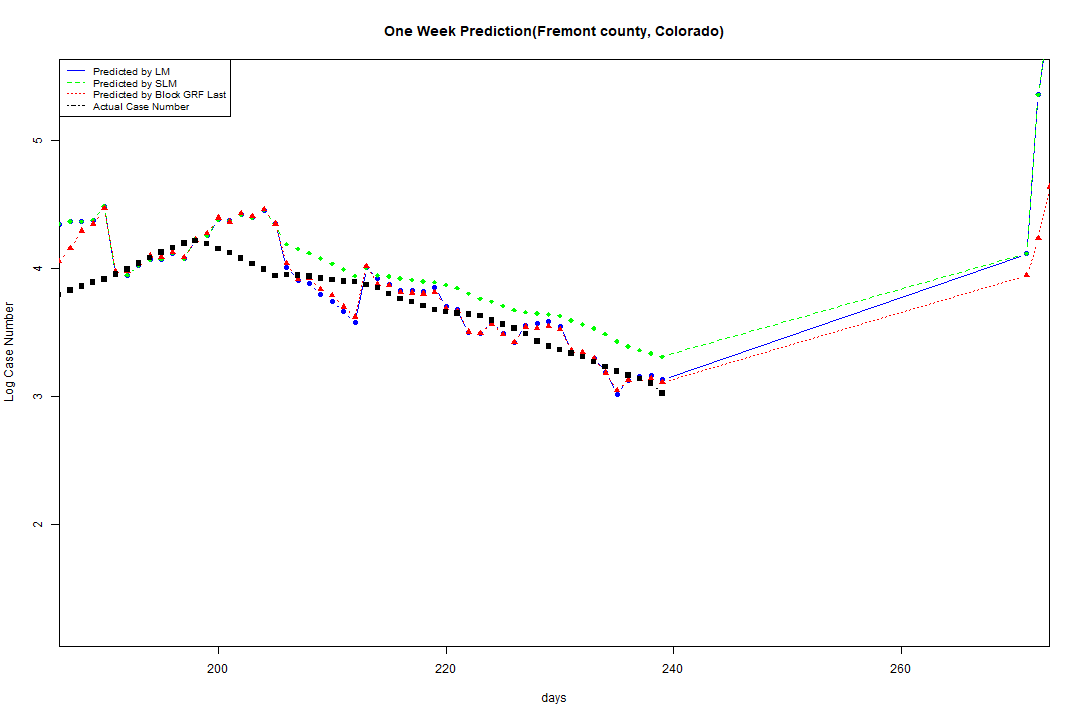 One Week Prediction(Fremont county, Colorado)
Predicted by LM
Predicted by SLM
Predicted by Block GRF Last
Actual Case Number
5
4
3
2
Log Case Number
200
220
240
260
days